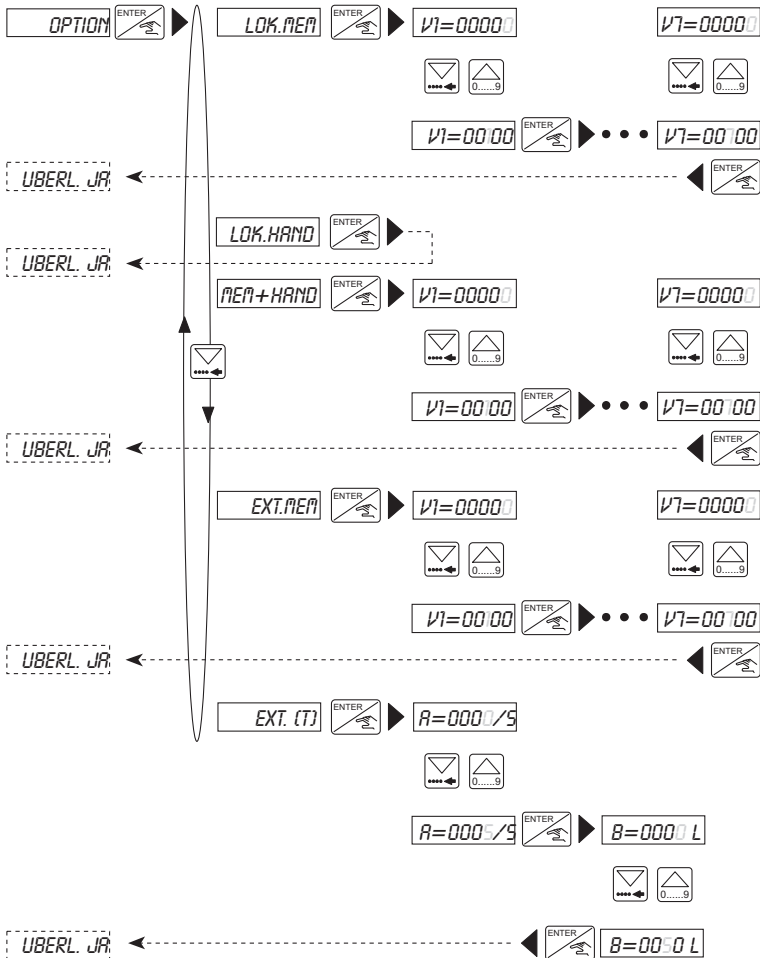 OPTION ENTER LOK.MEM ENTER V1=00000 V7=00000
0......9 0......9
V1=00100 ENTER V7=00700
UBERL. JA ENTER
LOK.HAND ENTER
UBERL. JA
MEM+HAND ENTER V1=00000 V7=00000
0......9 0......9
V1=00100 ENTER V7=00700
UBERL. JA ENTER
EXT.MEM ENTER V1=00000 V7=00000
0......9 0......9
V1=00100 ENTER V7=00700
UBERL. JA ENTER
EXT. (T) ENTER A=0000/S
0......9
A=0005/S ENTER B=0000 L
0......9
UBERL. JA ENTER B=0050 L